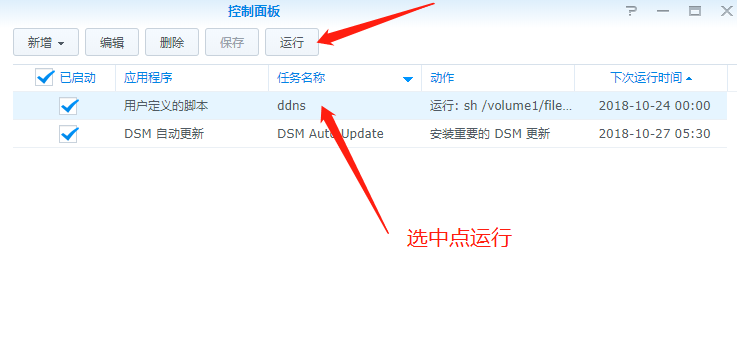 控制面板
新增 编辑 删除 保存 运行
已启动 应用程序 任务名称 动作 下次运行时间
用户定义的脚本 ddns 运行: sh /volume1/file... 2018-10-24 00:00
DSM 自动更新 DSM Auto Update 安装重要的 DSM 更新 2018-10-27 05:30
选中点运行